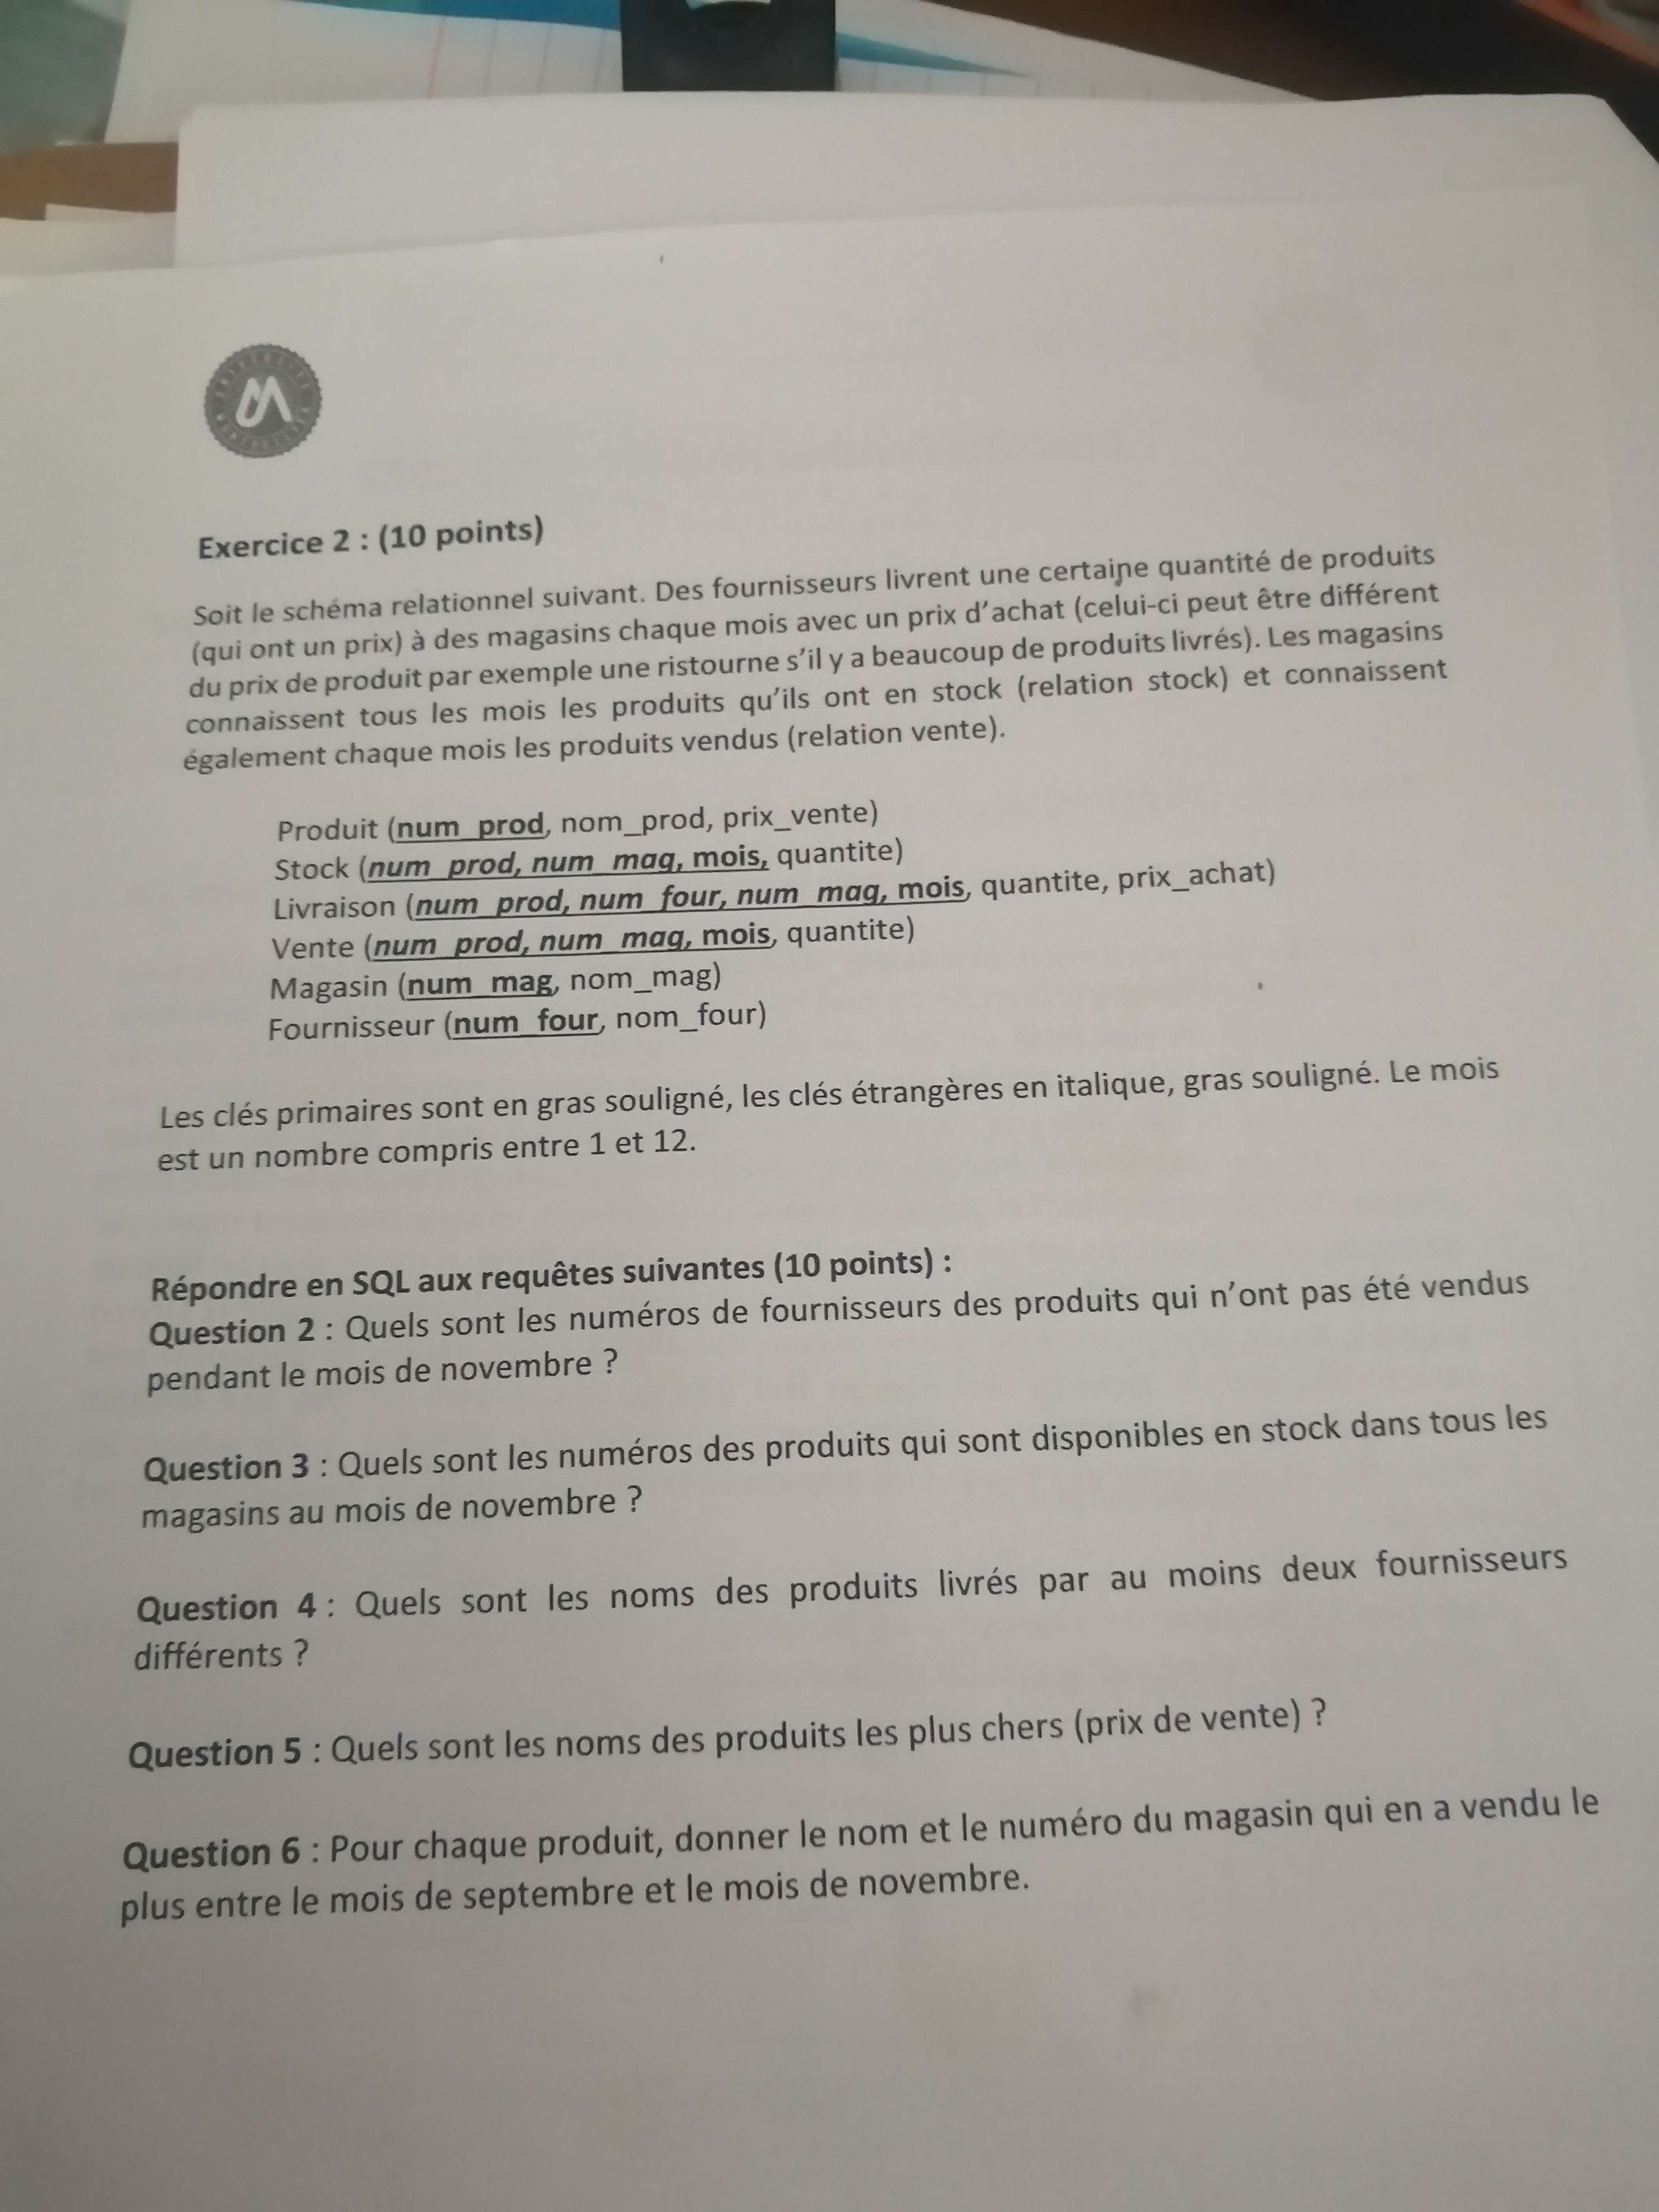 Exercice 2 : (10 points)
Soit le schéma relationnel suivant. Des fournisseurs livrent une certaine quantité de produits
(qui ont un prix) à des magasins chaque mois avec un prix d’achat (celui-ci peut être différent
du prix de produit par exemple une ristourne s’il y a beaucoup de produits livrés). Les magasins
connaissent tous les mois les produits qu’ils ont en stock (relation stock) et connaissent
également chaque mois les produits vendus (relation vente).
Produit (num_prod, nom_prod, prix_vente)
Stock (num_prod, num_mag, mois, quantite)
Livraison (num_prod, num_four, num_mag, mois, quantite, prix_achat)
Vente (num_prod, num_mag, mois, quantite)
Magasin (num_mag, nom_mag)
Fournisseur (num_four, nom_four)
Les clés primaires sont en gras souligné, les clés étrangères en italique, gras souligné. Le mois
est un nombre compris entre 1 et 12.
Répondre en SQL aux requêtes suivantes (10 points) :
Question 2 : Quels sont les numéros de fournisseurs des produits qui n’ont pas été vendus
pendant le mois de novembre ?
Question 3 : Quels sont les numéros des produits qui sont disponibles en stock dans tous les
magasins au mois de novembre ?
Question 4 : Quels sont les noms des produits livrés par au moins deux fournisseurs
différents ?
Question 5 : Quels sont les noms des produits les plus chers (prix de vente) ?
Question 6 : Pour chaque produit, donner le nom et le numéro du magasin qui en a vendu le
plus entre le mois de septembre et le mois de novembre.